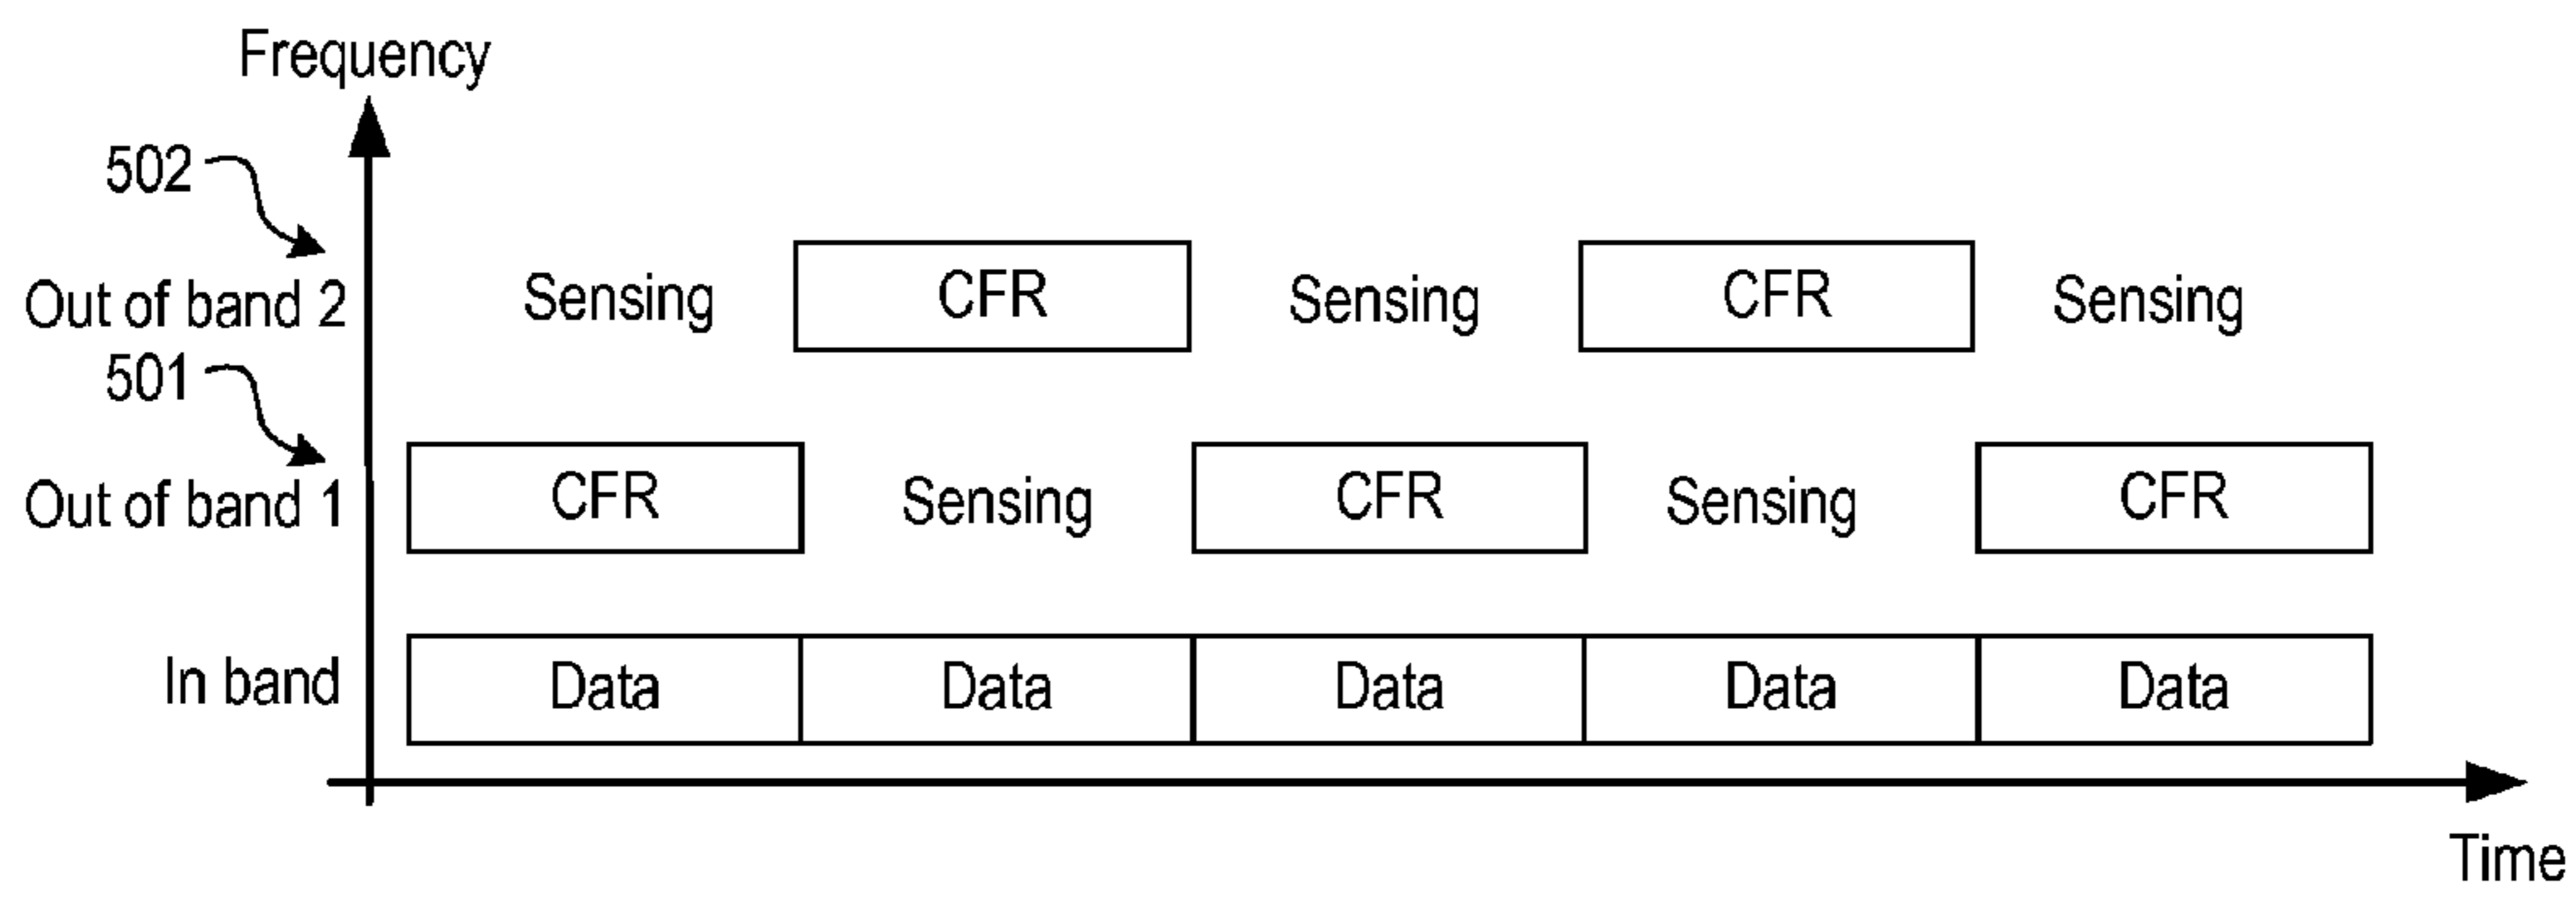 Frequency
502
Out of band 2 Sensing CFR Sensing CFR Sensing
501
Out of band 1 CFR Sensing CFR Sensing CFR
In band Data Data Data Data Data
Time